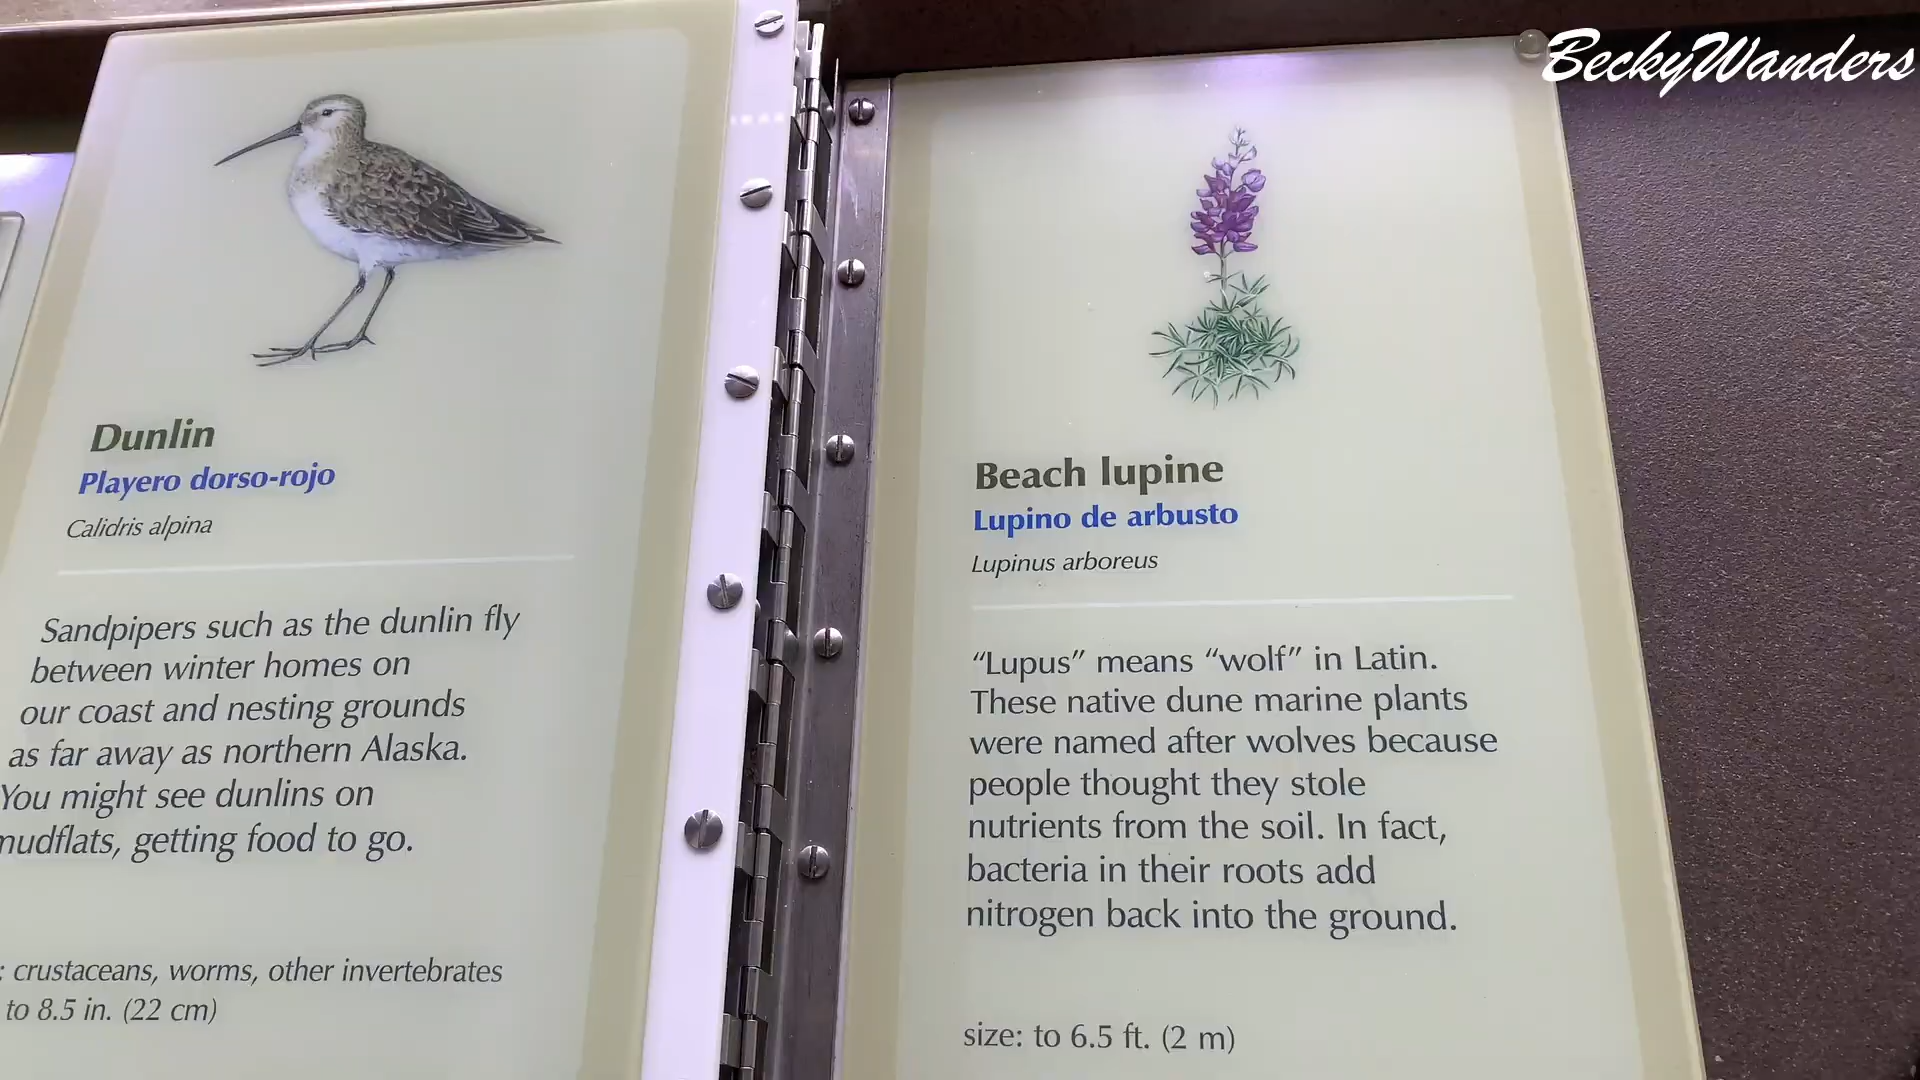 BeckyWanders
Dunlin
Playero dorso-rojo
Calidris alpina
Sandpipers such as the dunlin fly
between winter homes on
our coast and nesting grounds
as far away as northern Alaska.
You might see dunlins on
mudflats, getting food to go.
: crustaceans, worms, other invertebrates
to 8.5 in. (22 cm)
Beach lupine
Lupino de arbusto
Lupinus arboreus
“Lupus” means “wolf” in Latin.
These native dune marine plants
were named after wolves because
people thought they stole
nutrients from the soil. In fact,
bacteria in their roots add
nitrogen back into the ground.
size: to 6.5 ft. (2 m)